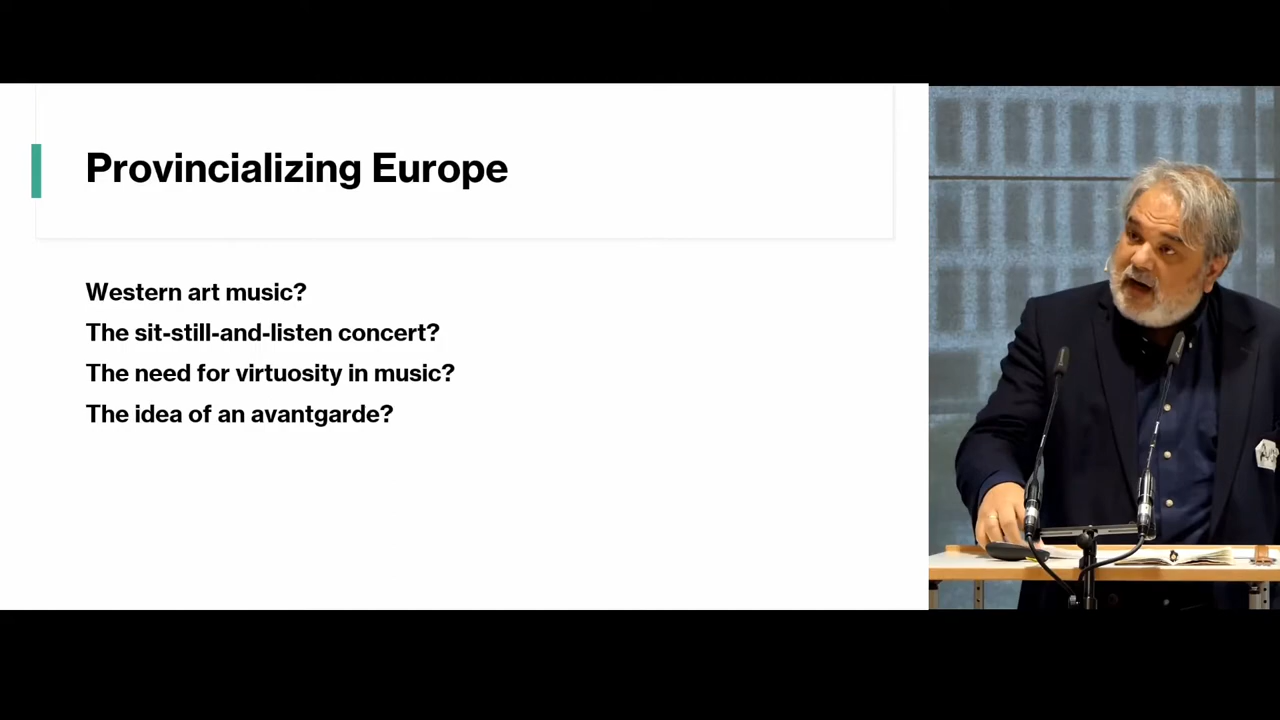 Provincializing Europe
Western art music?
The sit-still-and-listen concert?
The need for virtuosity in music?
The idea of an avantgarde?